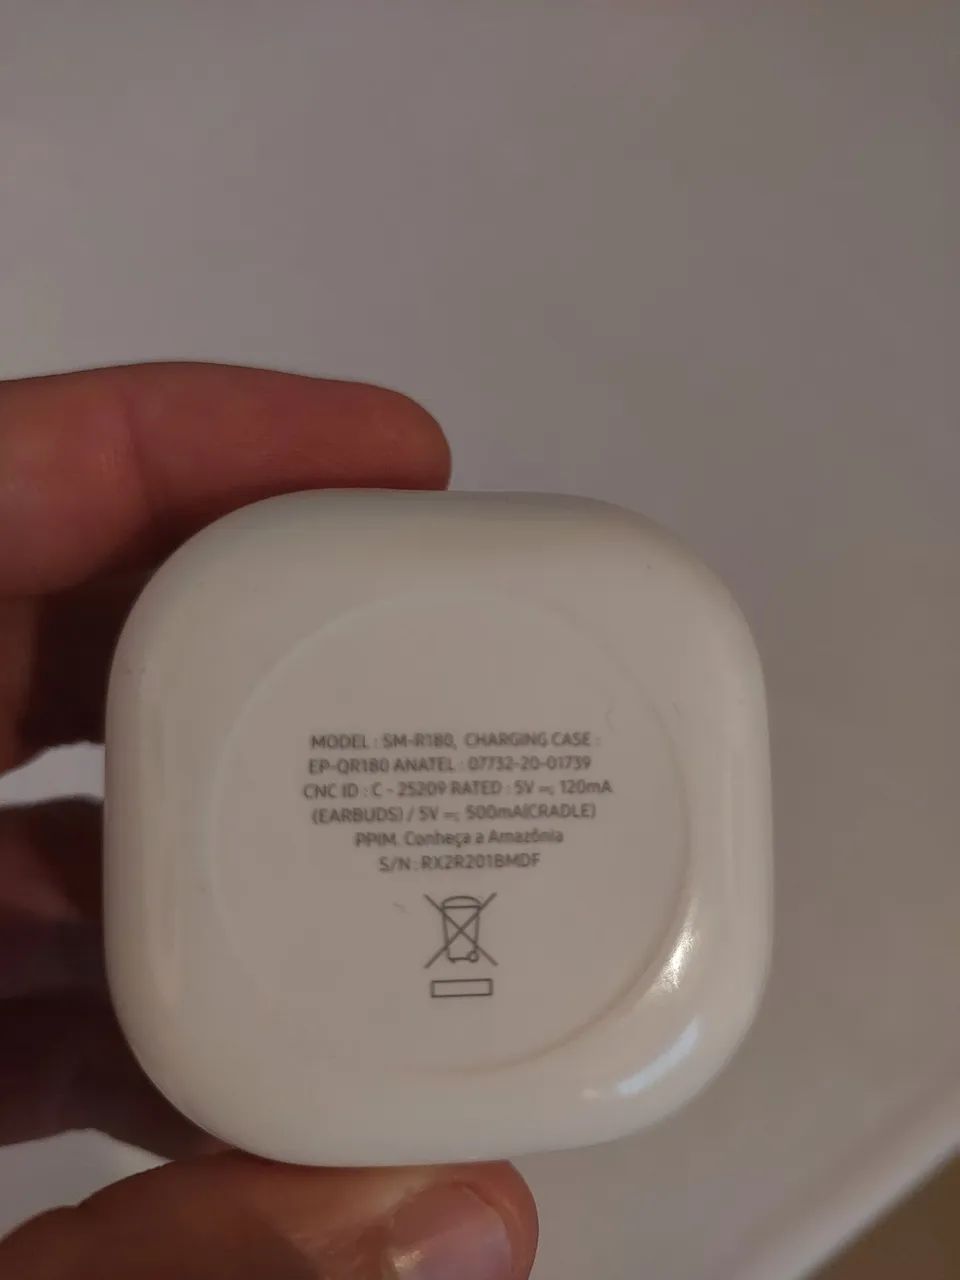 MODEL : SM-R180, CHARGING CASE :
EP-QR180 ANATEL : 07732-20-01739
CNC ID : C - 25209 RATED : 5V ⎓; 120mA
(EARBUDS) / 5V ⎓; 500mA(CRADLE)
PPIM. Conheça a Amazônia
S/N : RX2R201BMDF